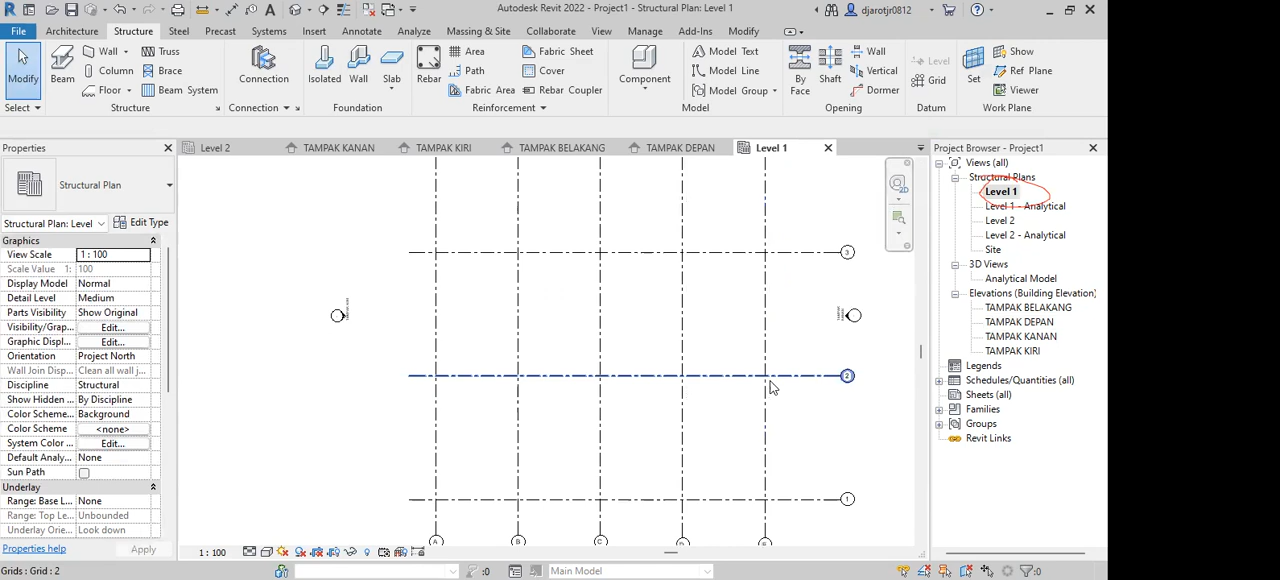 Autodesk Revit 2022 - Project1 - Structural Plan: Level 1
djarotjr0812
File Architecture Structure Steel Precast Systems Insert Annotate Analyze Massing & Site Collaborate View Manage Add-Ins Modify
Modify
Select
Beam
Wall
Column
Floor
Truss
Brace
Beam System
Structure
Connection
Connection
Isolated
Wall
Slab
Foundation
Rebar
Area
Path
Fabric Area
Fabric Sheet
Cover
Rebar Coupler
Reinforcement
Component
Model Text
Model Line
Model Group
Model
By
Face
Shaft
Wall
Vertical
Dormer
Opening
Level
Grid
Datum
Set
Show
Ref Plane
Viewer
Work Plane
Properties
Structural Plan
Structural Plan: Level
Edit Type
Graphics
View Scale 1 : 100
Scale Value 1: 100
Display Model Normal
Detail Level Medium
Parts Visibility Show Original
Visibility/Grap... Edit...
Graphic Displ... Edit...
Orientation Project North
Wall Join Displ... Clean all wall j...
Discipline Structural
Show Hidden ... By Discipline
Color Scheme... Background
Color Scheme <none>
System Color ... Edit...
Default Analy... None
Sun Path
Underlay
Range: Base L... None
Range: Top Le... Unbounded
Underlay Orie... Look down
Properties help
Apply
Level 2
TAMPAK KANAN
TAMPAK KIRI
TAMPAK BELAKANG
TAMPAK DEPAN
Level 1
2D
3
2
1
A
B
C
1 : 100
Project Browser - Project1
Views (all)
Structural Plans
Level 1
Level 1 - Analytical
Level 2
Level 2 - Analytical
Site
3D Views
Analytical Model
Elevations (Building Elevation)
TAMPAK BELAKANG
TAMPAK DEPAN
TAMPAK KANAN
TAMPAK KIRI
Legends
Schedules/Quantities (all)
Sheets (all)
Families
Groups
Revit Links
Grids : Grid : 2
:0
Main Model
:0